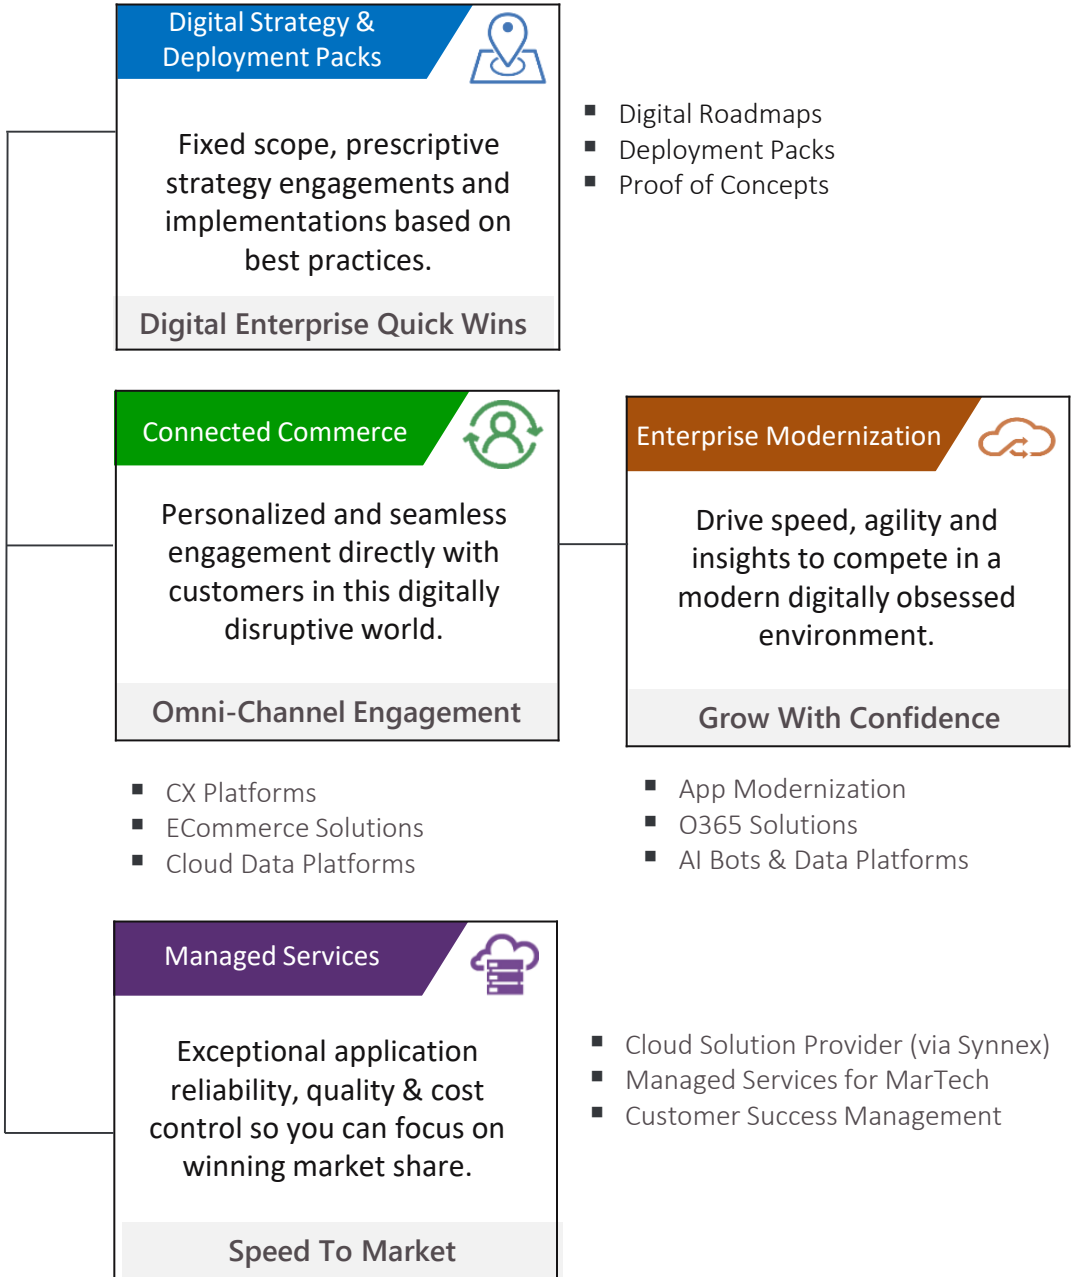 Digital Strategy &
Deployment Packs
Fixed scope, prescriptive
strategy engagements and
implementations based on
best practices.
Digital Enterprise Quick Wins
■ Digital Roadmaps
■ Deployment Packs
■ Proof of Concepts
Connected Commerce
Personalized and seamless
engagement directly with
customers in this digitally
disruptive world.
Omni-Channel Engagement
■ CX Platforms
■ ECommerce Solutions
■ Cloud Data Platforms
Enterprise Modernization
Drive speed, agility and
insights to compete in a
modern digitally obsessed
environment.
Grow With Confidence
■ App Modernization
■ O365 Solutions
■ AI Bots & Data Platforms
Managed Services
Exceptional application
reliability, quality & cost
control so you can focus on
winning market share.
Speed To Market
■ Cloud Solution Provider (via Synnex)
■ Managed Services for MarTech
■ Customer Success Management